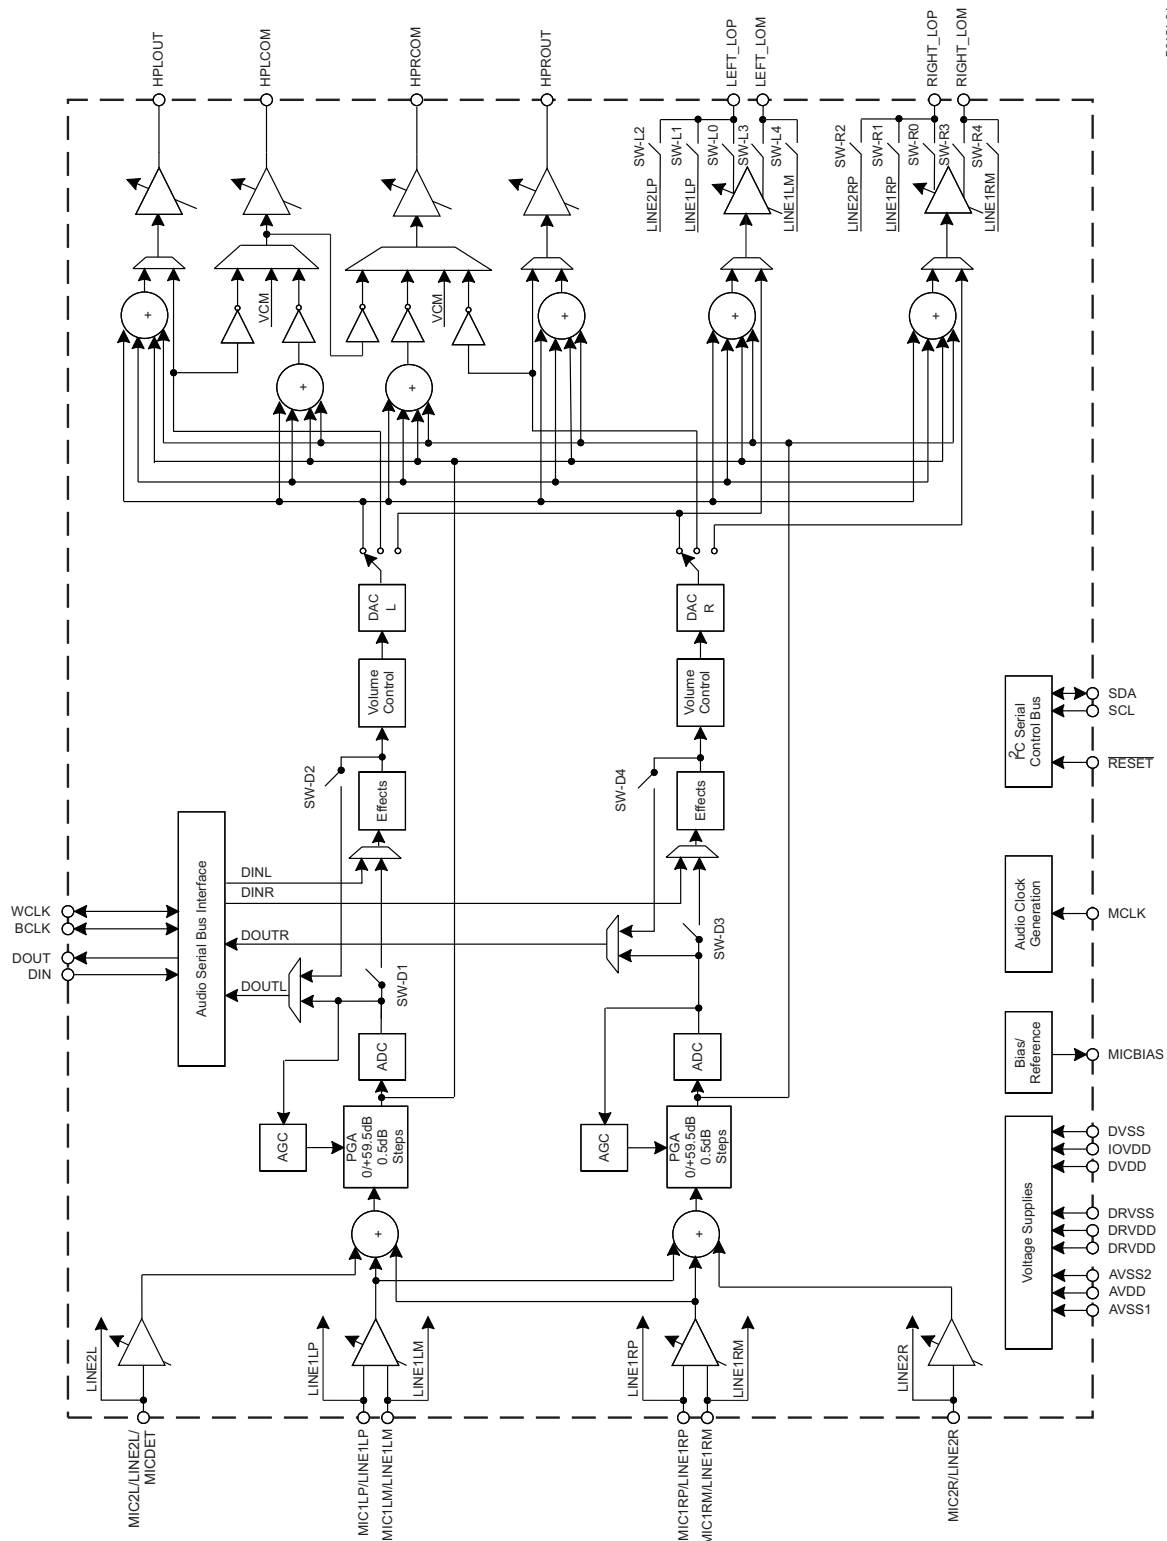 HPLOUT
HPLCOM
HPRCOM
HPROUT
LEFT_LOP
LEFT_LOM
RIGHT_LOP
RIGHT_LOM
SW-L2
SW-L1
SW-L0
SW-L3
SW-L4
LINE2LP
LINE1LP
LINE1LM
SW-R2
SW-R1
SW-R0
SW-R3
SW-R4
LINE2RP
LINE1RP
LINE1RM
VCM
VCM
+
+
+
+
+
+
DAC
L
DAC
R
Volume
Control
Volume
Control
SW-D2
SW-D4
Effects
Effects
I2C Serial
Control Bus
SDA
SCL
RESET
Audio Serial Bus Interface
WCLK
BCLK
DOUT
DIN
DINL
DINR
DOUTR
DOUTL
SW-D1
SW-D3
Audio Clock
Generation
MCLK
ADC
ADC
Bias/
Reference
MICBIAS
AGC
PGA
0/+59.5dB
0.5dB
Steps
AGC
PGA
0/+59.5dB
0.5dB
Steps
+
+
Voltage Supplies
DVSS
IOVDD
DVDD
DRVSS
DRVDD
DRVDD
AVSS2
AVDD
AVSS1
LINE2L
LINE1LP
LINE1LM
LINE1RP
LINE1RM
LINE2R
MIC2L/LINE2L/
MICDET
MIC1LP/LINE1LP
MIC1LM/LINE1LM
MIC1RP/LINE1RP
MIC1RM/LINE1RM
MIC2R/LINE2R